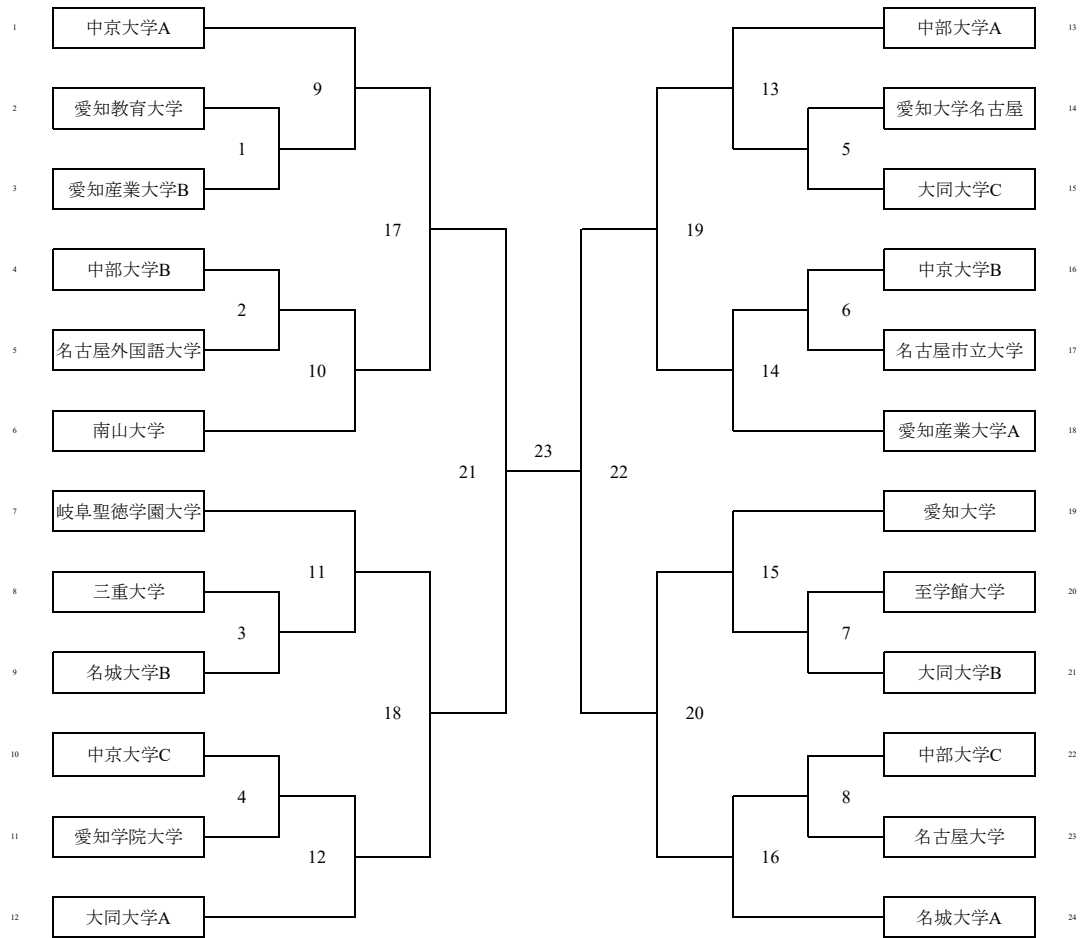 1 中京大学A
9
2 愛知教育大学
1
3 愛知産業大学B
17
4 中部大学B
2
5 名古屋外国語大学
10
6 南山大学
21
7 岐阜聖徳学園大学
11
8 三重大学
3
9 名城大学B
18
10 中京大学C
4
11 愛知学院大学
12
12 大同大学A
23
中部大学A 13
13
愛知大学名古屋 14
5
大同大学C 15
19
中京大学B 16
6
名古屋市立大学 17
14
愛知産業大学A 18
22
愛知大学 19
15
至学館大学 20
7
大同大学B 21
20
中部大学C 22
8
名古屋大学 23
16
名城大学A 24